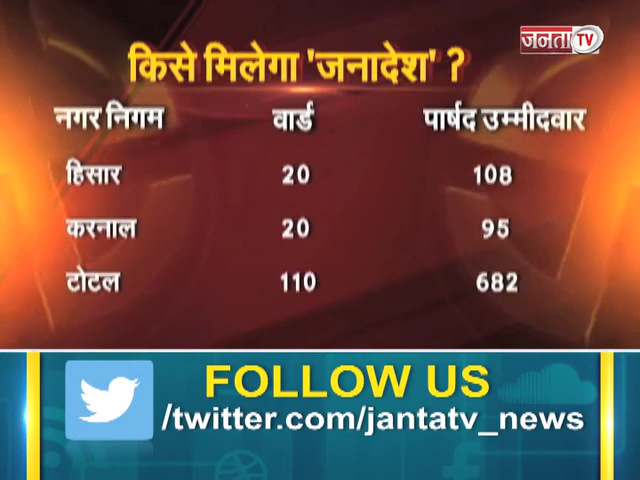 जनता TV
किसे मिलेगा 'जनादेश' ?
नगर निगम वार्ड पार्षद उम्मीदवार
हिसार 20 108
करनाल 20 95
टोटल 110 682
FOLLOW US
/twitter.com/jantatv_news